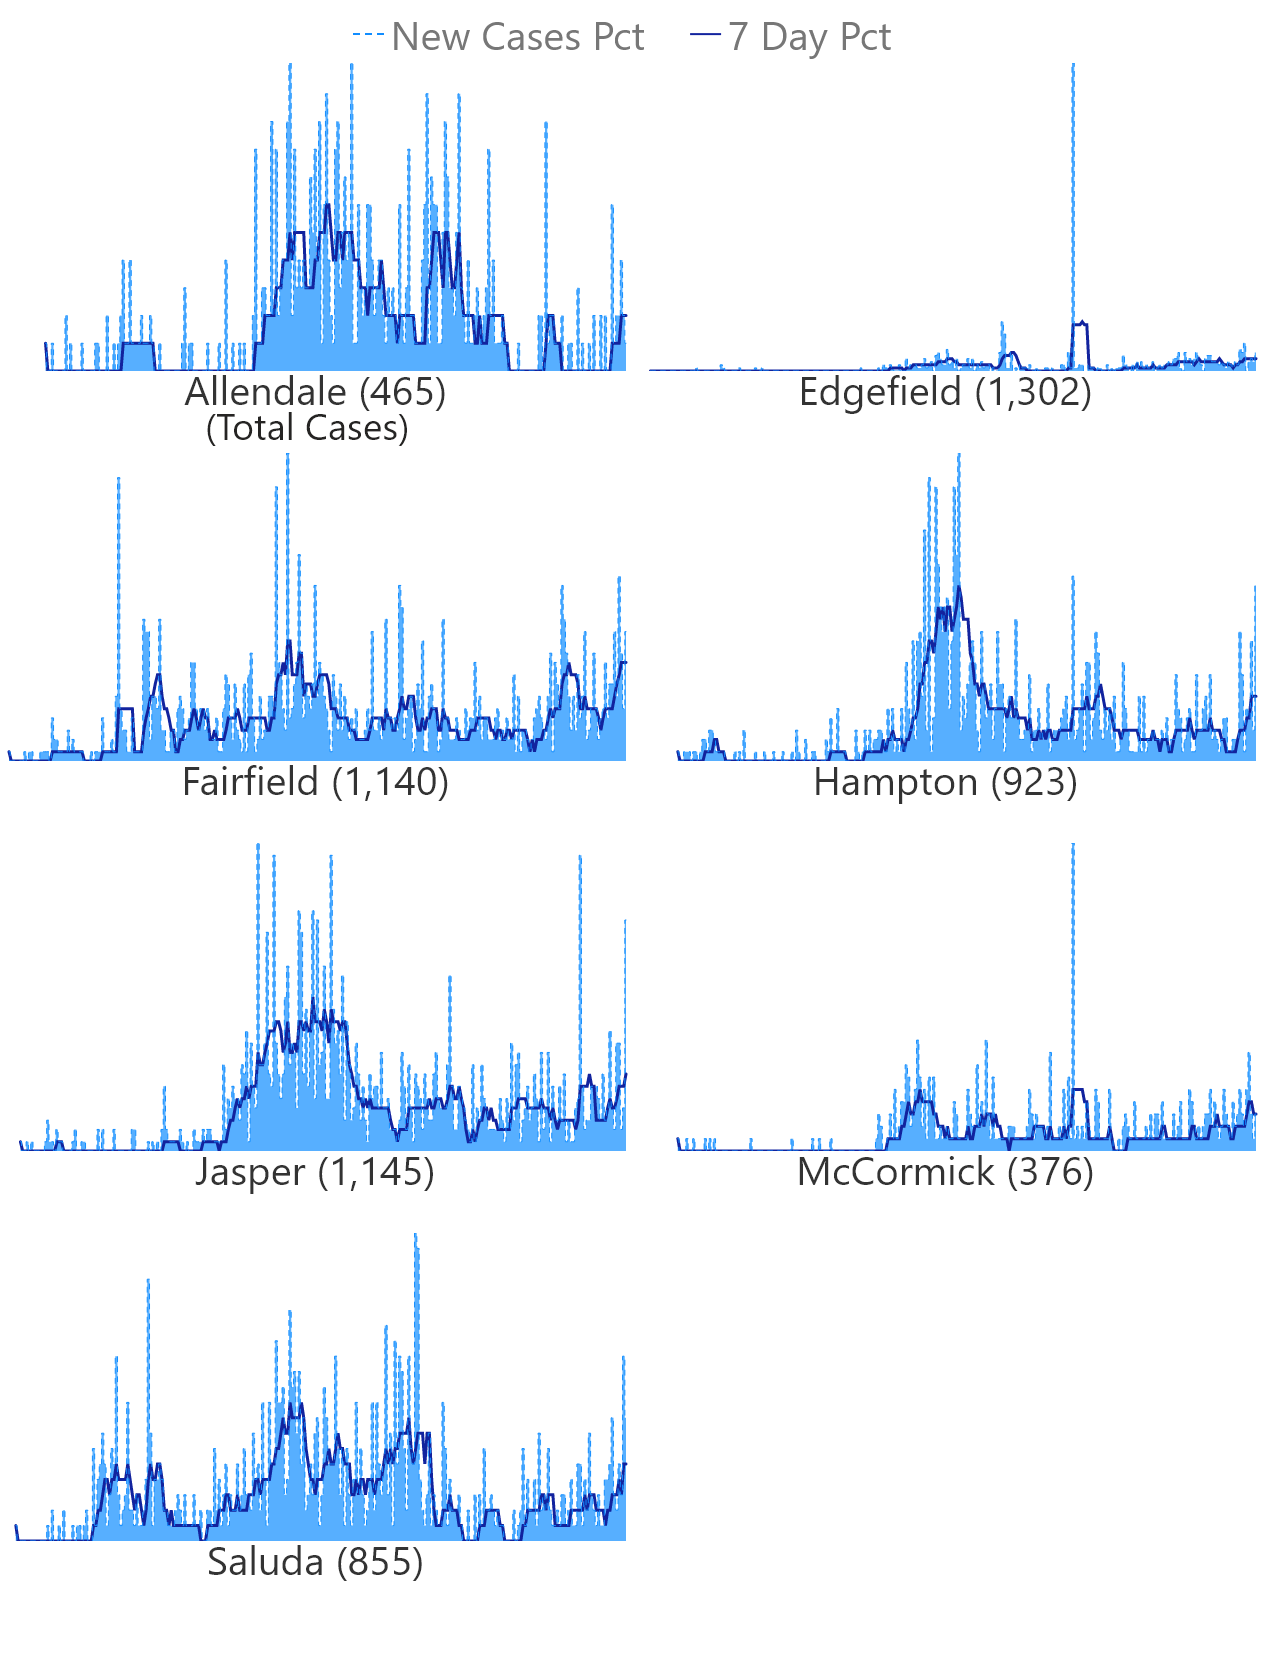 New Cases Pct 7 Day Pct
Allendale (465)
(Total Cases)
Edgefield (1,302)
Fairfield (1,140)
Hampton (923)
Jasper (1,145)
McCormick (376)
Saluda (855)